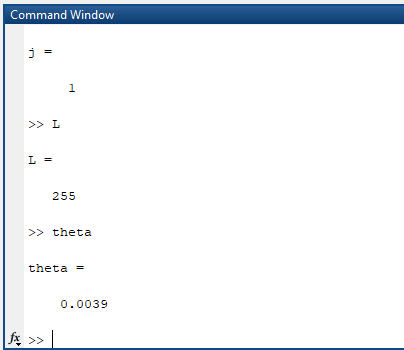 Command Window
j =
1
>> L
L =
255
>> theta
theta =
0.0039
fx >>